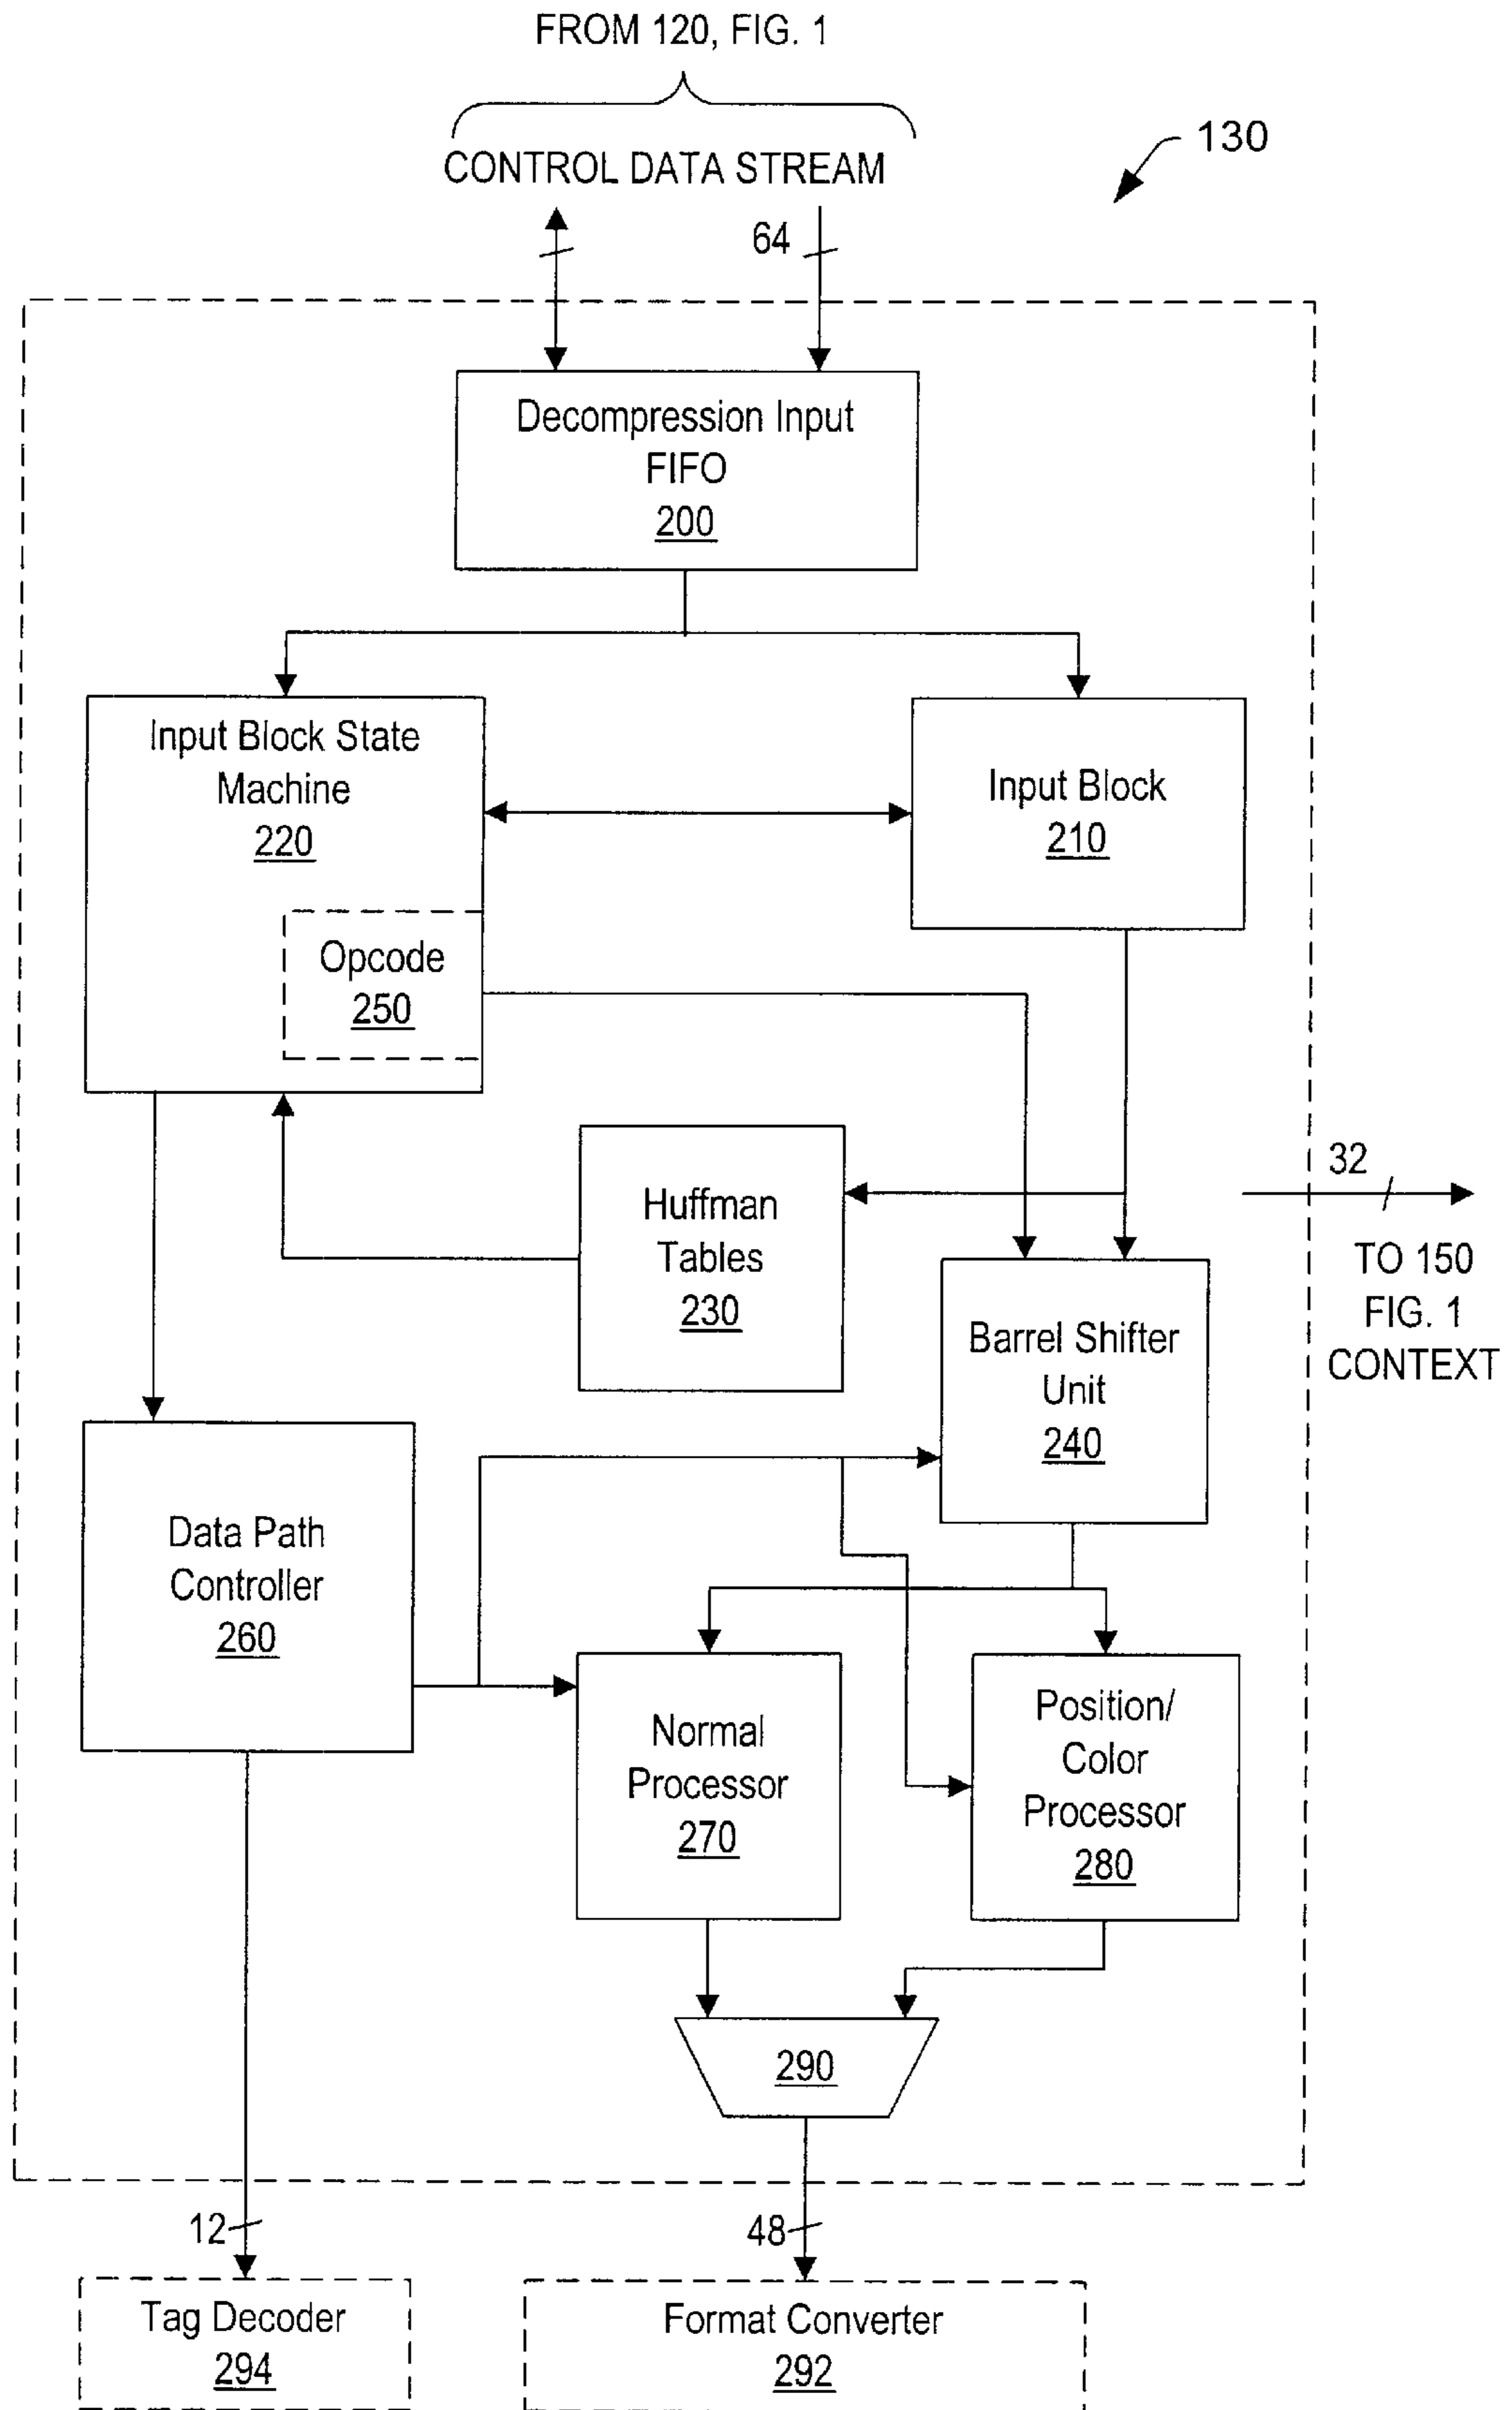 FROM 120, FIG. 1
CONTROL DATA STREAM
130
64
Decompression Input
FIFO
200
Input Block State
Machine
220
Input Block
210
Opcode
250
Huffman
Tables
230
32
TO 150
FIG. 1
CONTEXT
Barrel Shifter
Unit
240
Data Path
Controller
260
Normal
Processor
270
Position/
Color
Processor
280
290
12
48
Tag Decoder
294
Format Converter
292